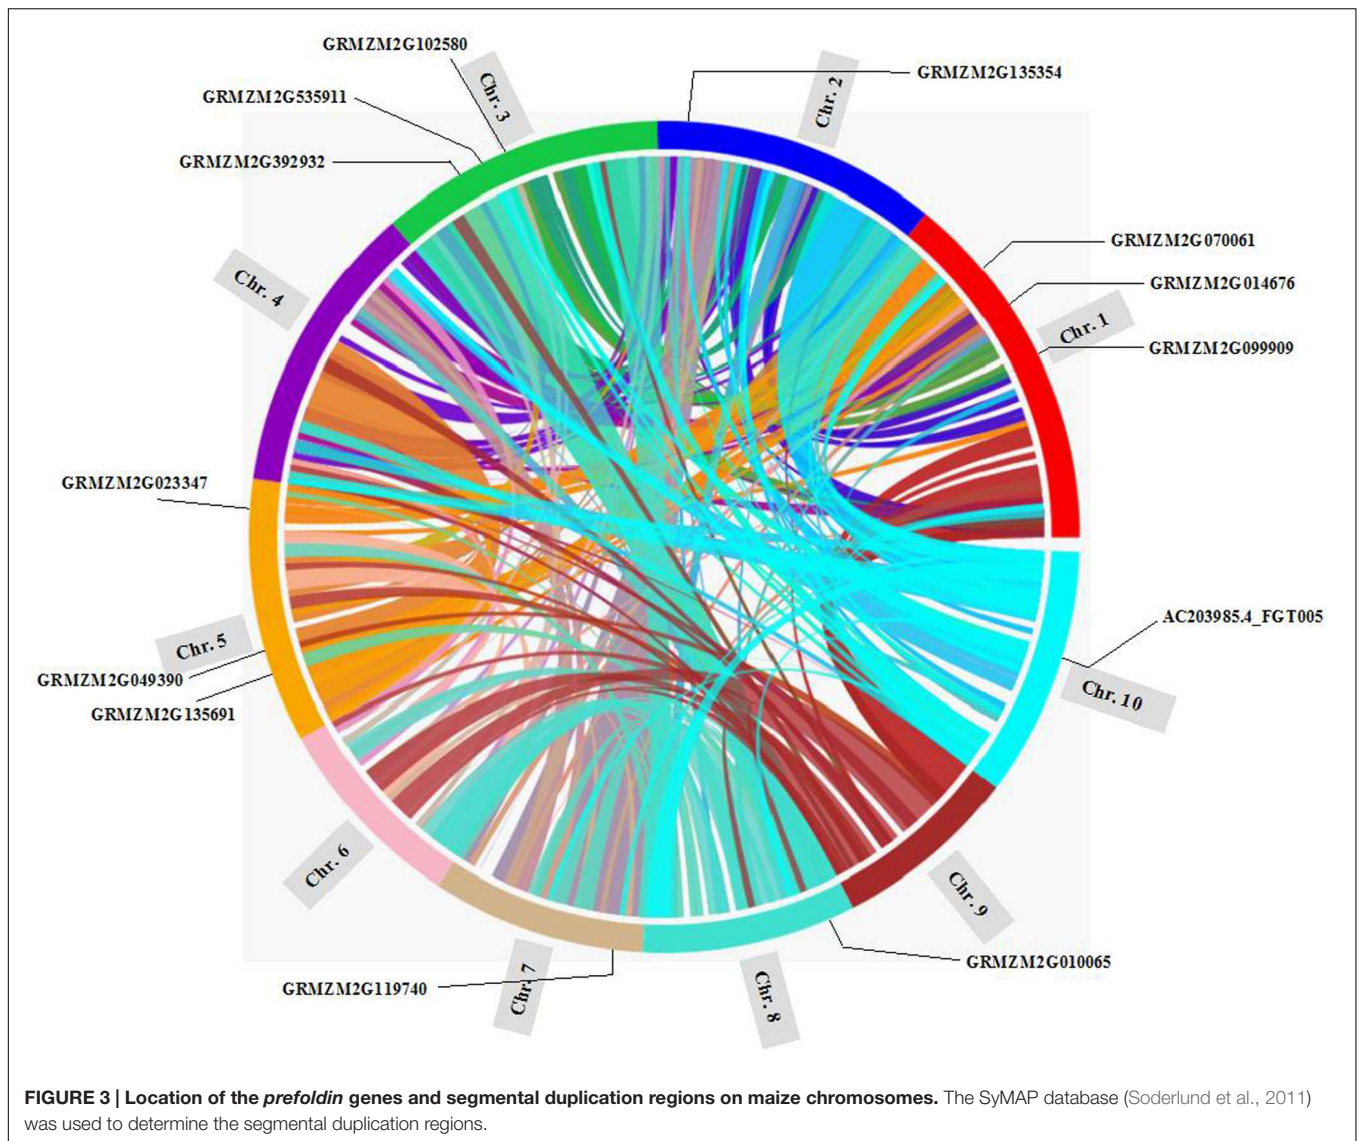 GRMZM2G102580
GRMZM2G135354
GRMZM2G535911
GRMZM2G392932
Chr. 3
Chr. 2
GRMZM2G070061
GRMZM2G014676
Chr. 4
Chr. 1
GRMZM2G099909
GRMZM2G023347
AC203985.4_FGT005
Chr. 5
GRMZM2G049390
GRMZM2G135691
Chr. 10
Chr. 6
Chr. 9
GRMZM2G010065
GRMZM2G119740
Chr. 7
Chr. 8
FIGURE 3 | Location of the prefoldin genes and segmental duplication regions on maize chromosomes. The SyMAP database (Soderlund et al., 2011)
was used to determine the segmental duplication regions.